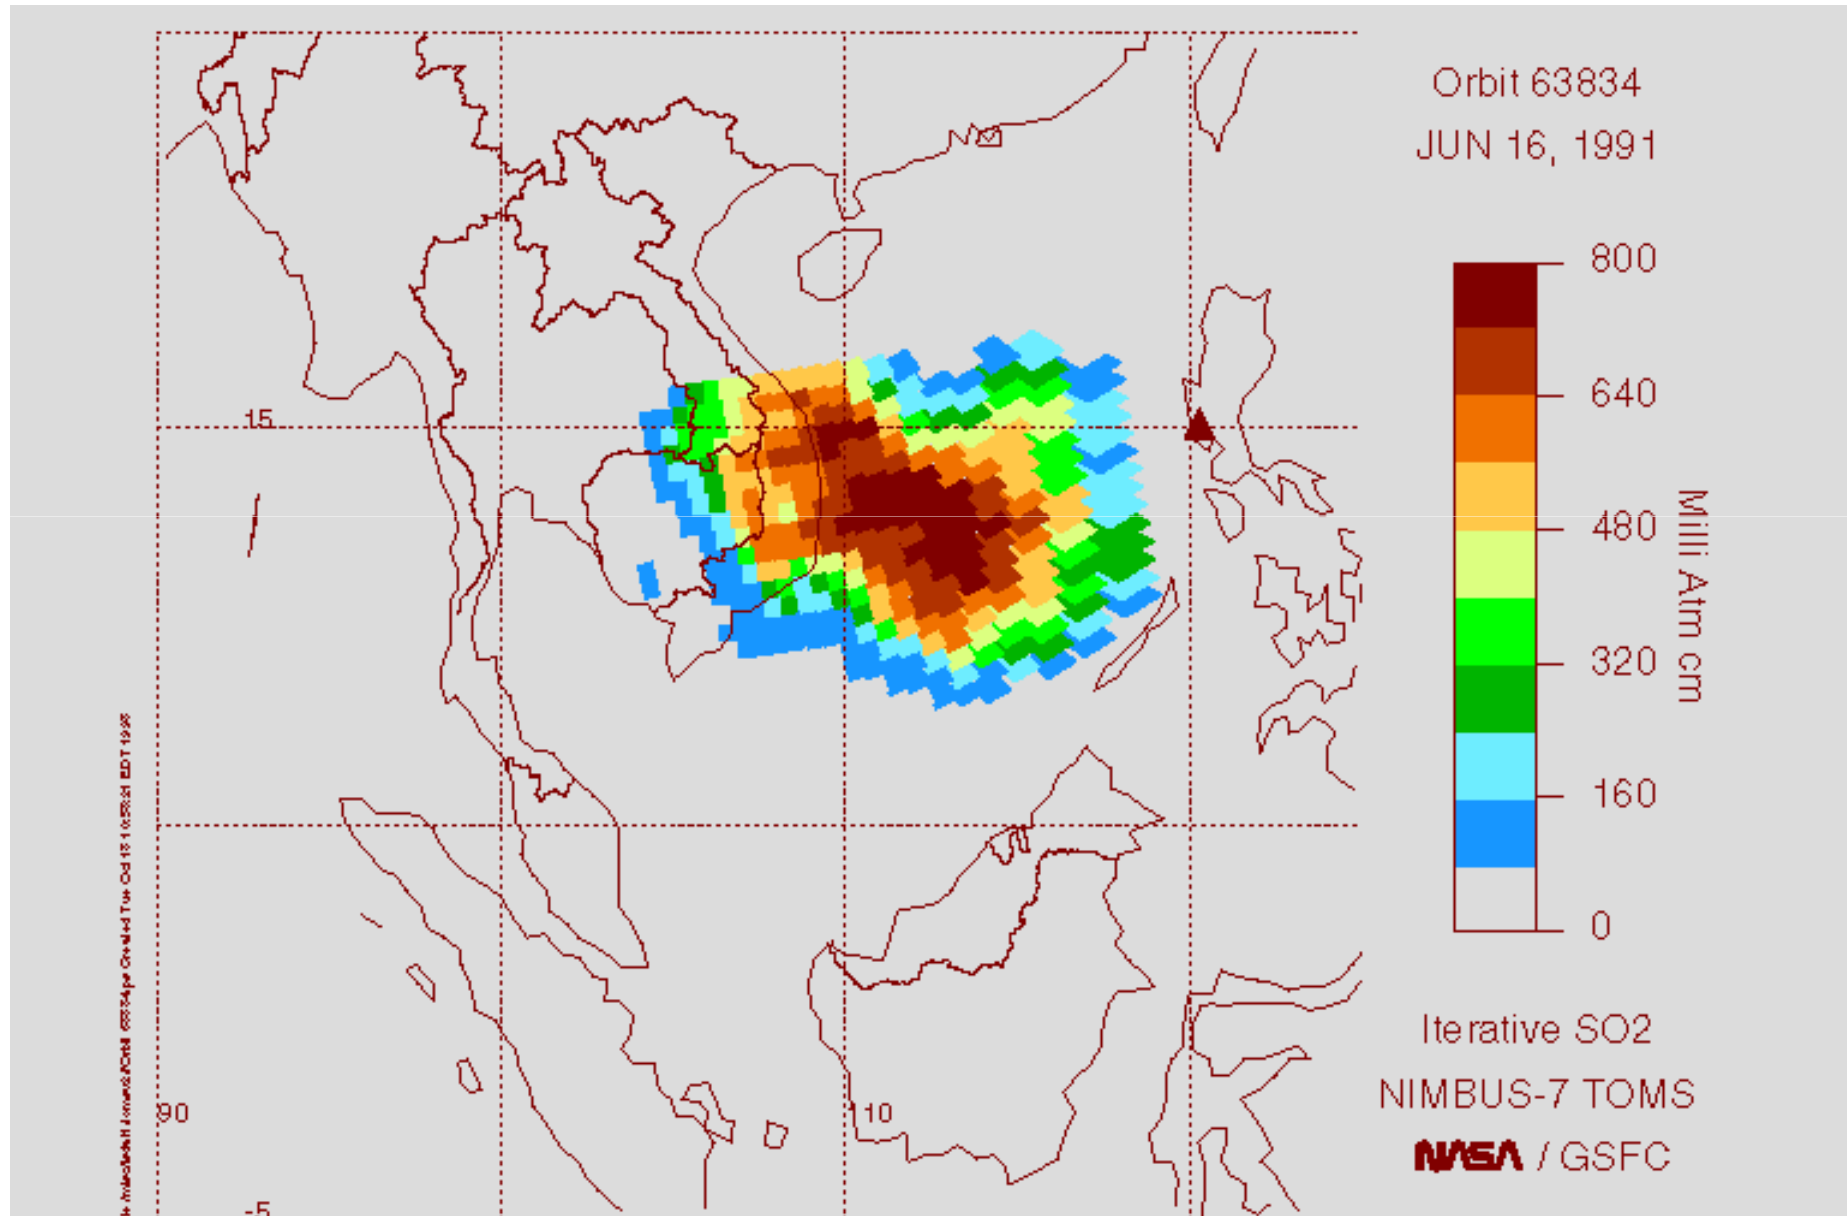 Orbit 63834
JUN 16, 1991
800
640
480
320
160
0
Milli Atm cm
15
90
110
-5
Iterative SO2
NIMBUS-7 TOMS
NASA / GSFC